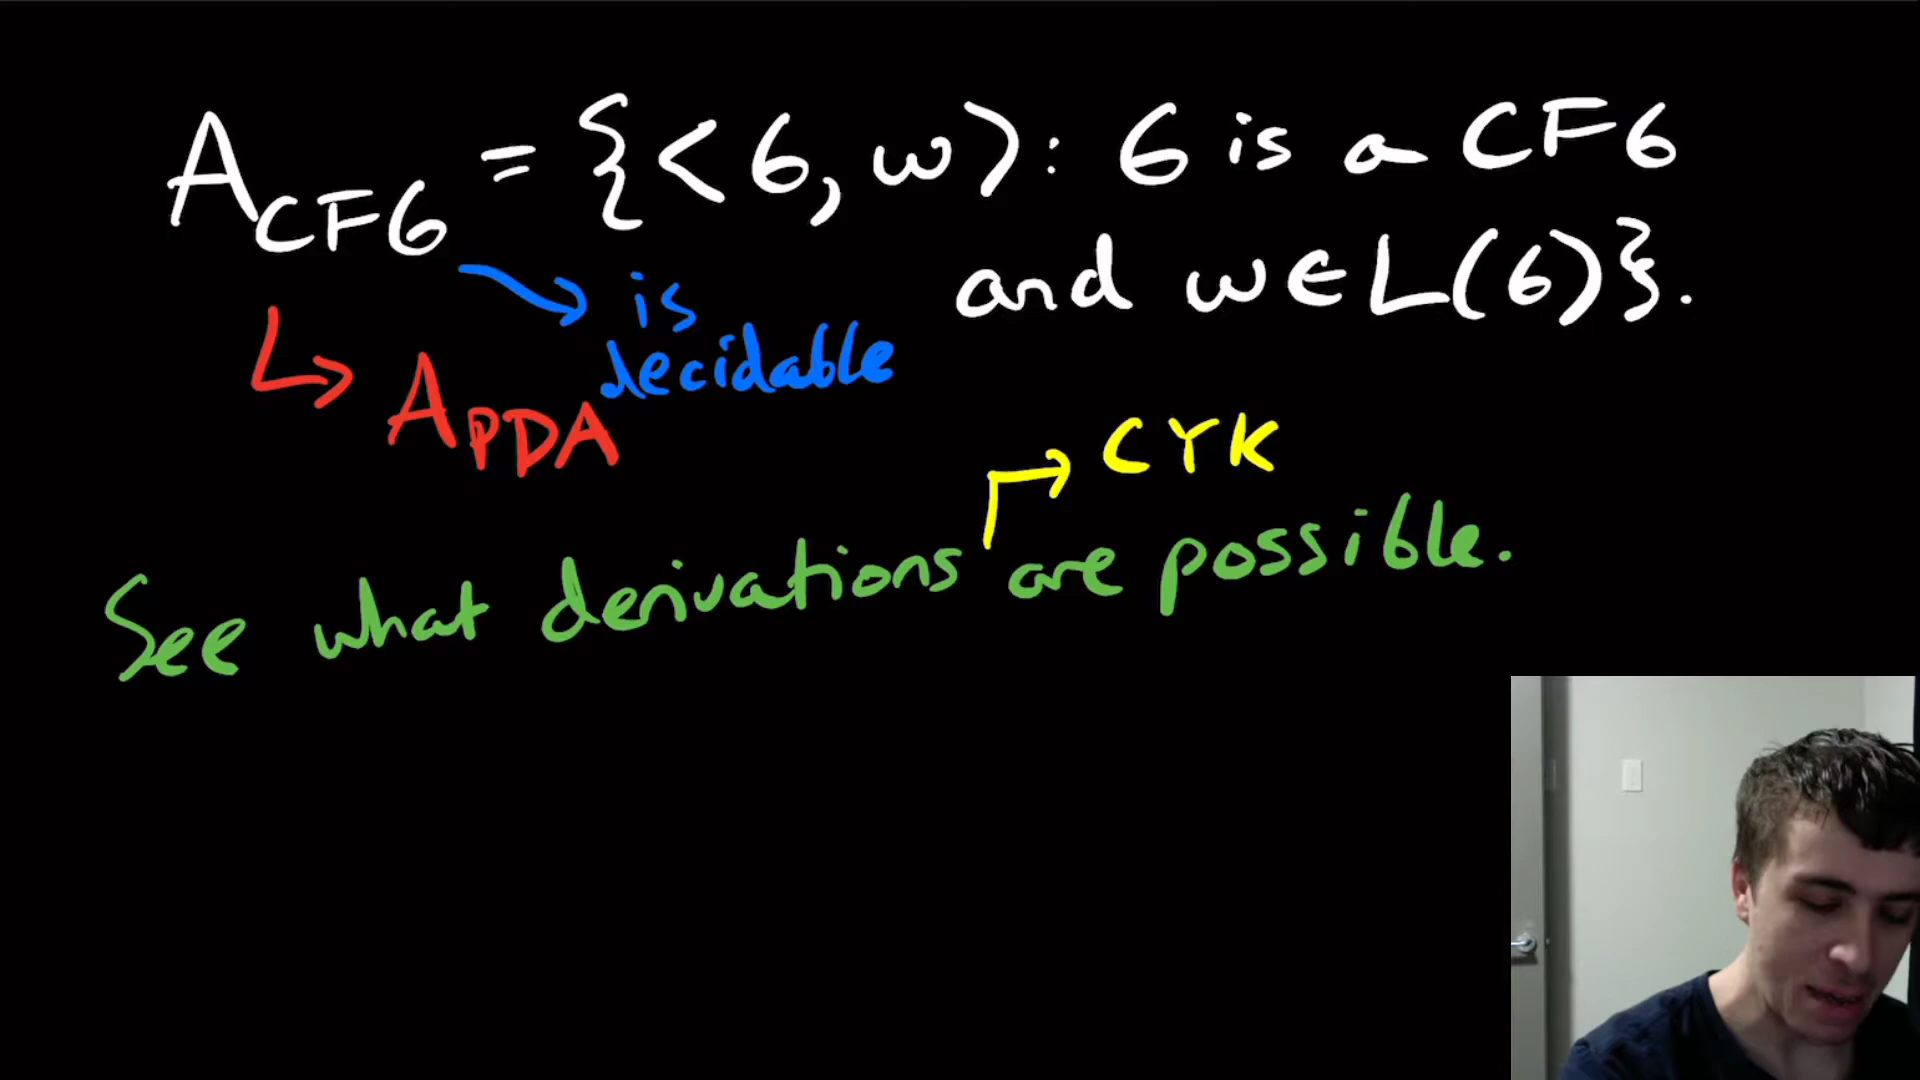 A_CFG = {<G, w>: G is a CFG
and w∈L(G)}.
is
decidable
A_PDA
CYK
See what derivations are possible.